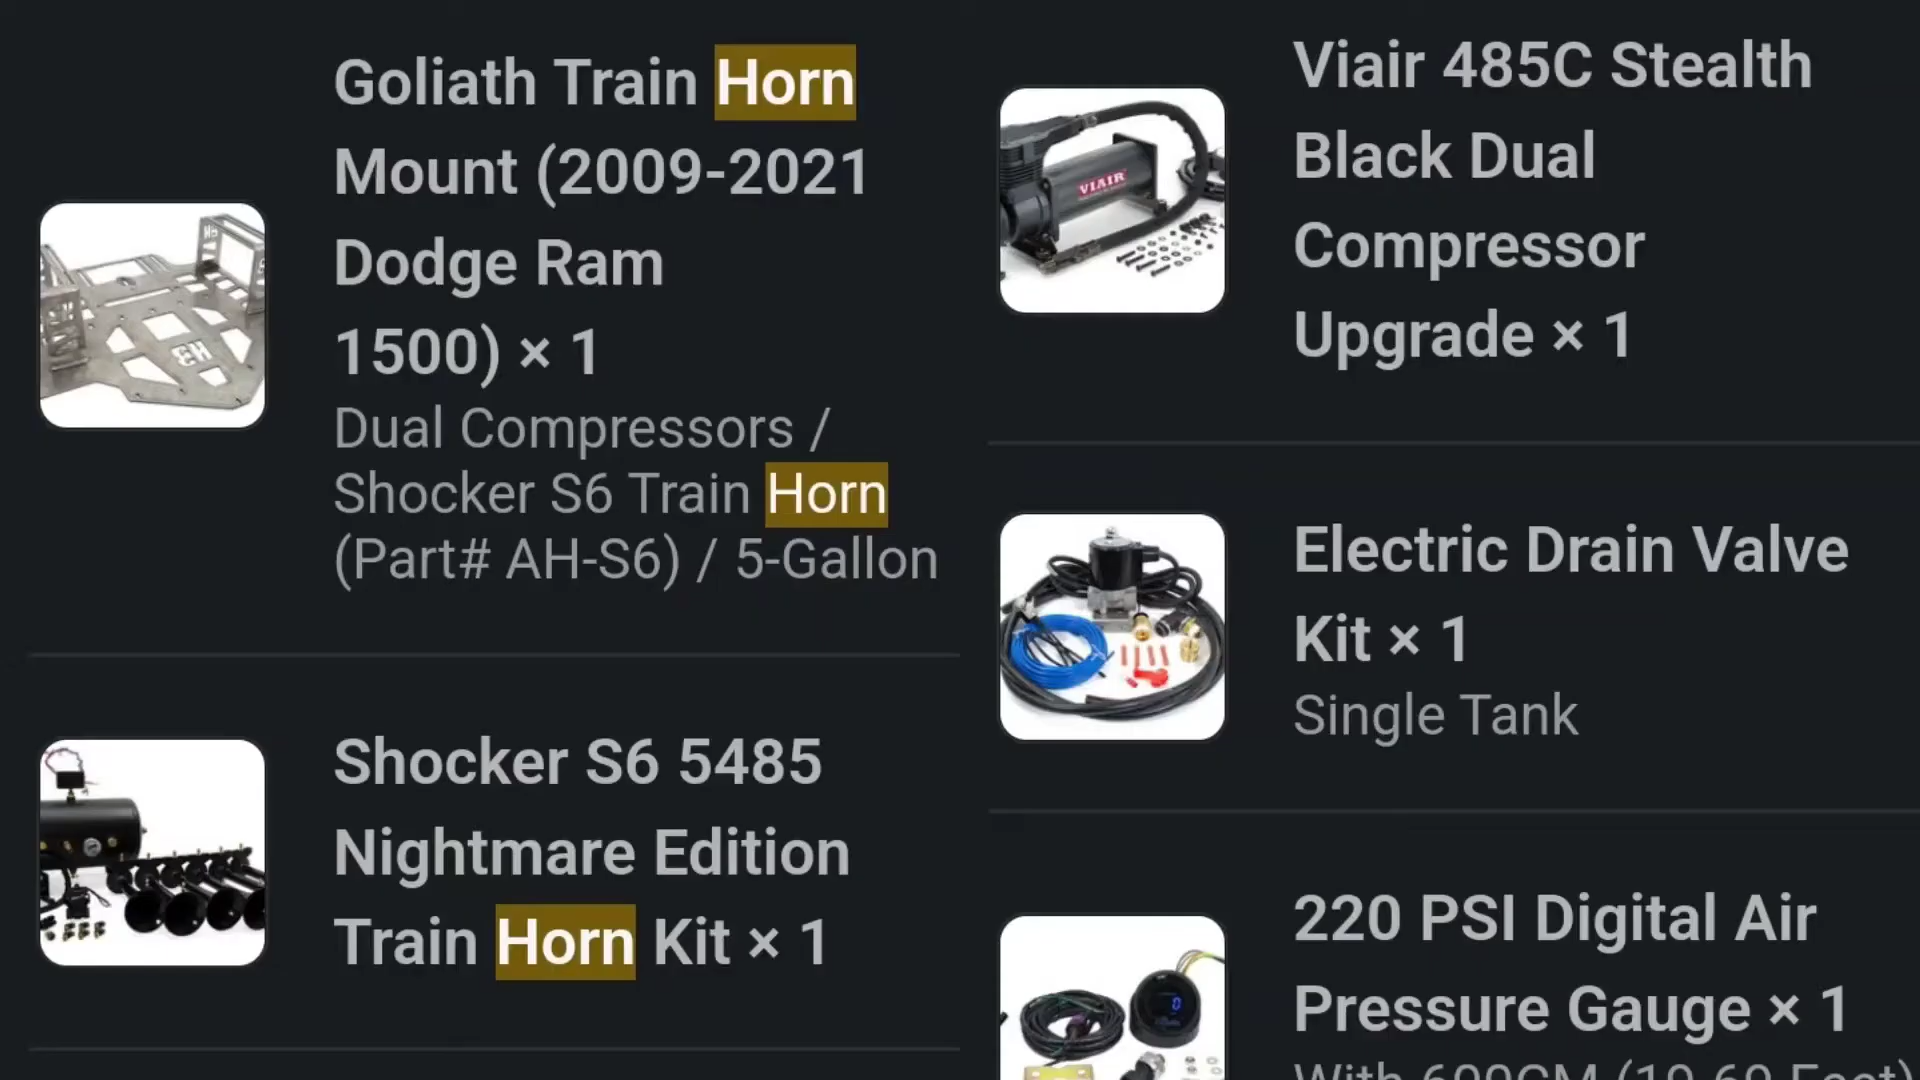 Goliath Train Horn
Mount (2009-2021
Dodge Ram
1500) × 1
Dual Compressors /
Shocker S6 Train Horn
(Part# AH-S6) / 5-Gallon
Shocker S6 5485
Nightmare Edition
Train Horn Kit × 1
Viair 485C Stealth
Black Dual
Compressor
Upgrade × 1
VIAIR
Electric Drain Valve
Kit × 1
Single Tank
220 PSI Digital Air
Pressure Gauge × 1